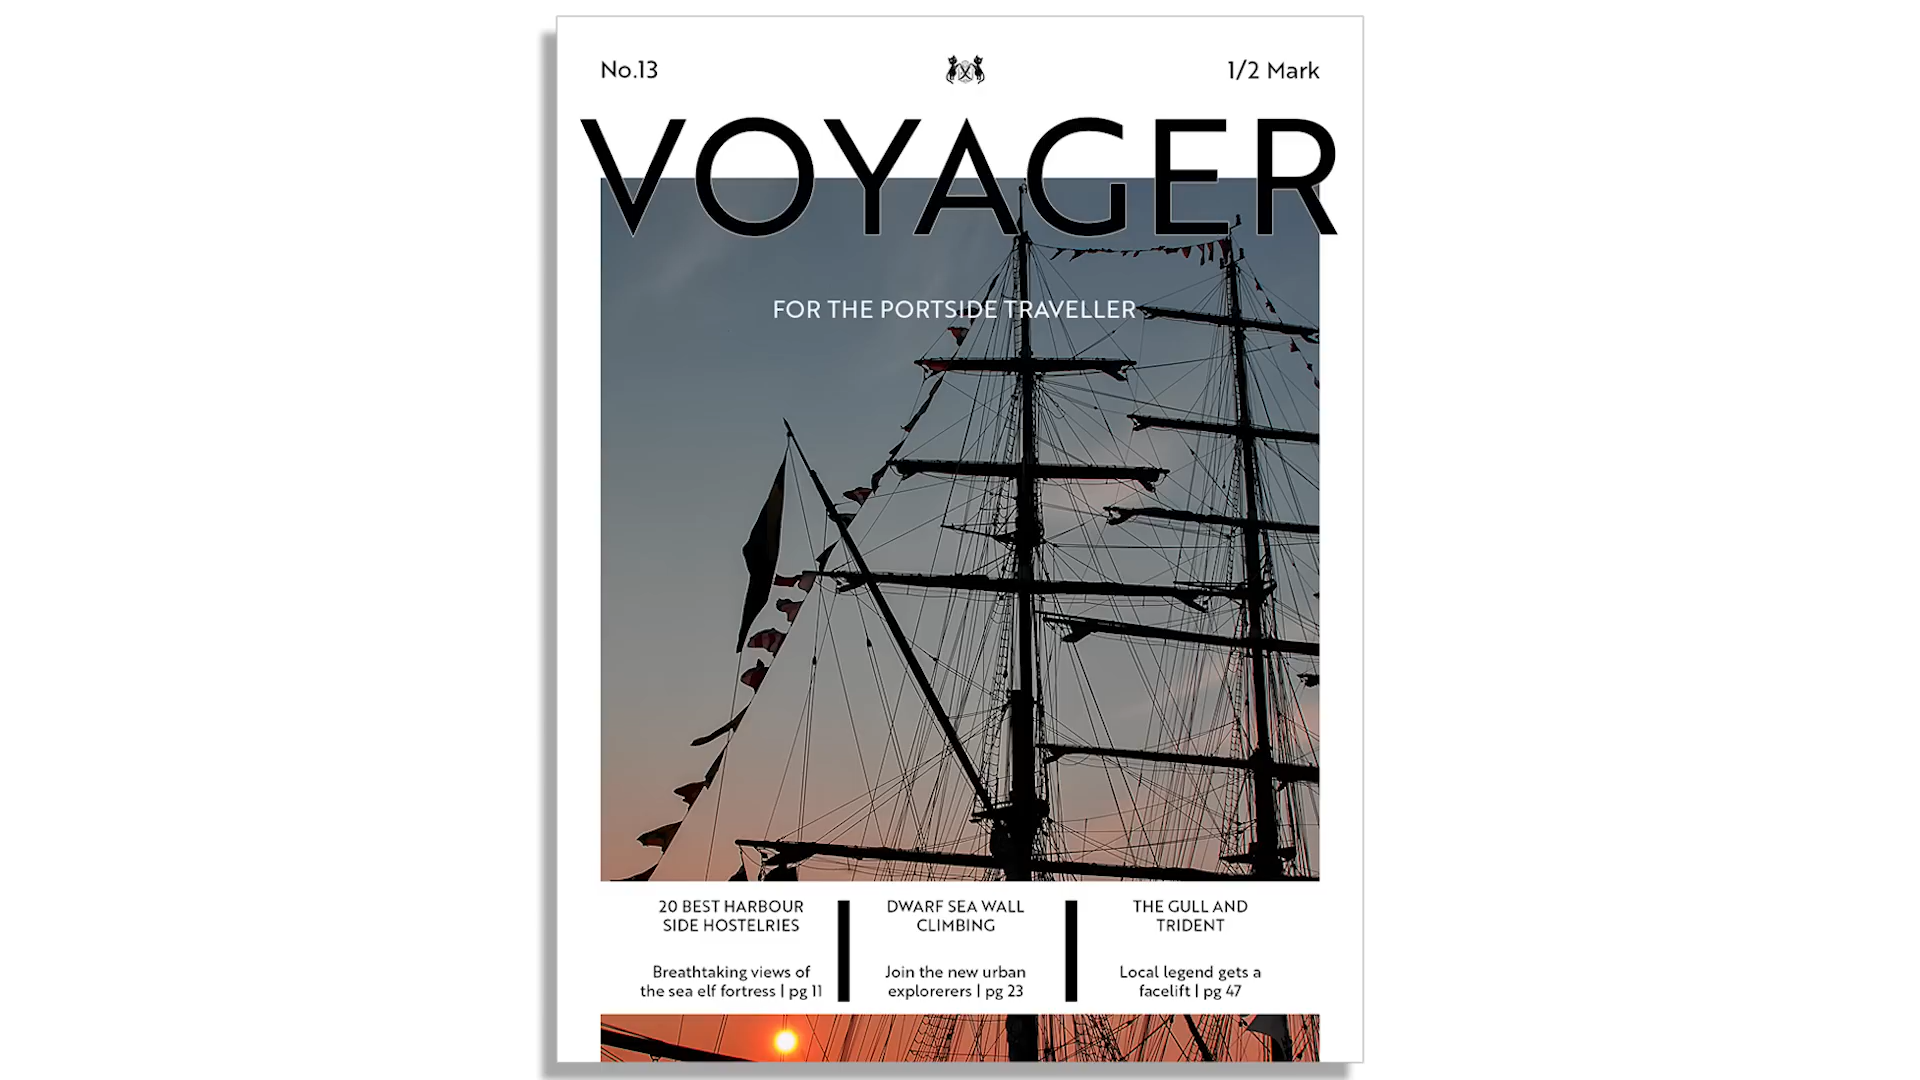 No.13
1/2 Mark
VOYAGER
FOR THE PORTSIDE TRAVELLER
20 BEST HARBOUR
SIDE HOSTELRIES
Breathtaking views of
the sea elf fortress | pg 11
DWARF SEA WALL
CLIMBING
Join the new urban
explorerers | pg 23
THE GULL AND
TRIDENT
Local legend gets a
facelift | pg 47